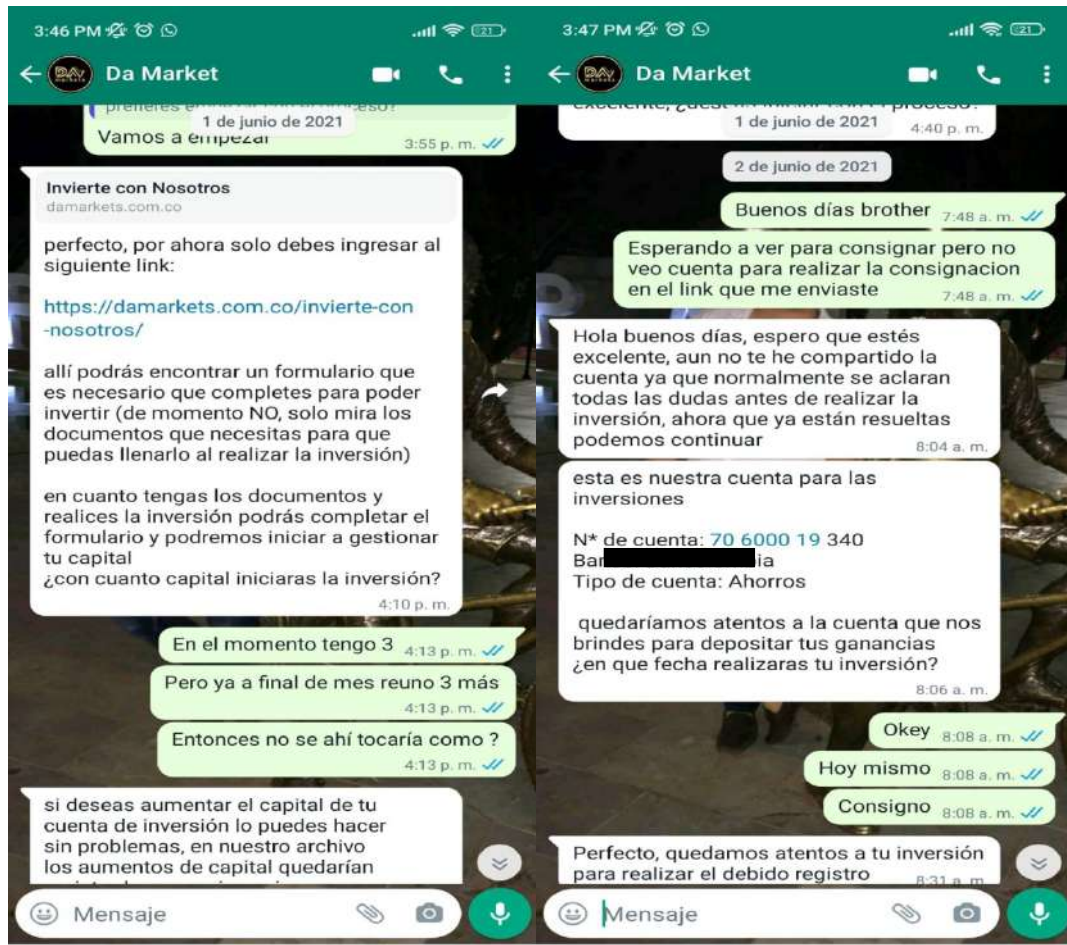 3:46 PM
21
Da Market
1 de junio de 2021
Vamos a empezar
3:55 p. m.
Invierte con Nosotros
damarkets.com.co
perfecto, por ahora solo debes ingresar al
siguiente link:
https://damarkets.com.co/invierte-con
-nosotros/
allí podrás encontrar un formulario que
es necesario que completes para poder
invertir (de momento NO, solo mira los
documentos que necesitas para que
puedas llenarlo al realizar la inversión)
en cuanto tengas los documentos y
realices la inversión podrás completar el
formulario y podremos iniciar a gestionar
tu capital
¿con cuanto capital iniciaras la inversión?
4:10 p. m.
En el momento tengo 3
4:13 p. m.
Pero ya a final de mes reuno 3 más
4:13 p. m.
Entonces no se ahí tocaría como ?
4:13 p. m.
si deseas aumentar el capital de tu
cuenta de inversión lo puedes hacer
sin problemas, en nuestro archivo
los aumentos de capital quedarían
Mensaje
3:47 PM
21
Da Market
1 de junio de 2021
4:40 p. m.
2 de junio de 2021
Buenos días brother
7:48 a. m.
Esperando a ver para consignar pero no
veo cuenta para realizar la consignacion
en el link que me enviaste
7:48 a. m.
Hola buenos días, espero que estés
excelente, aun no te he compartido la
cuenta ya que normalmente se aclaran
todas las dudas antes de realizar la
inversión, ahora que ya están resueltas
podemos continuar
8:04 a. m.
esta es nuestra cuenta para las
inversiones
N* de cuenta: 70 6000 19 340
Ban ia
Tipo de cuenta: Ahorros
quedaríamos atentos a la cuenta que nos
brindes para depositar tus ganancias
¿en que fecha realizaras tu inversión?
8:06 a. m.
Okey
8:08 a. m.
Hoy mismo
8:08 a. m.
Consigno
8:08 a. m.
Perfecto, quedamos atentos a tu inversión
para realizar el debido registro
8:31 a. m.
Mensaje